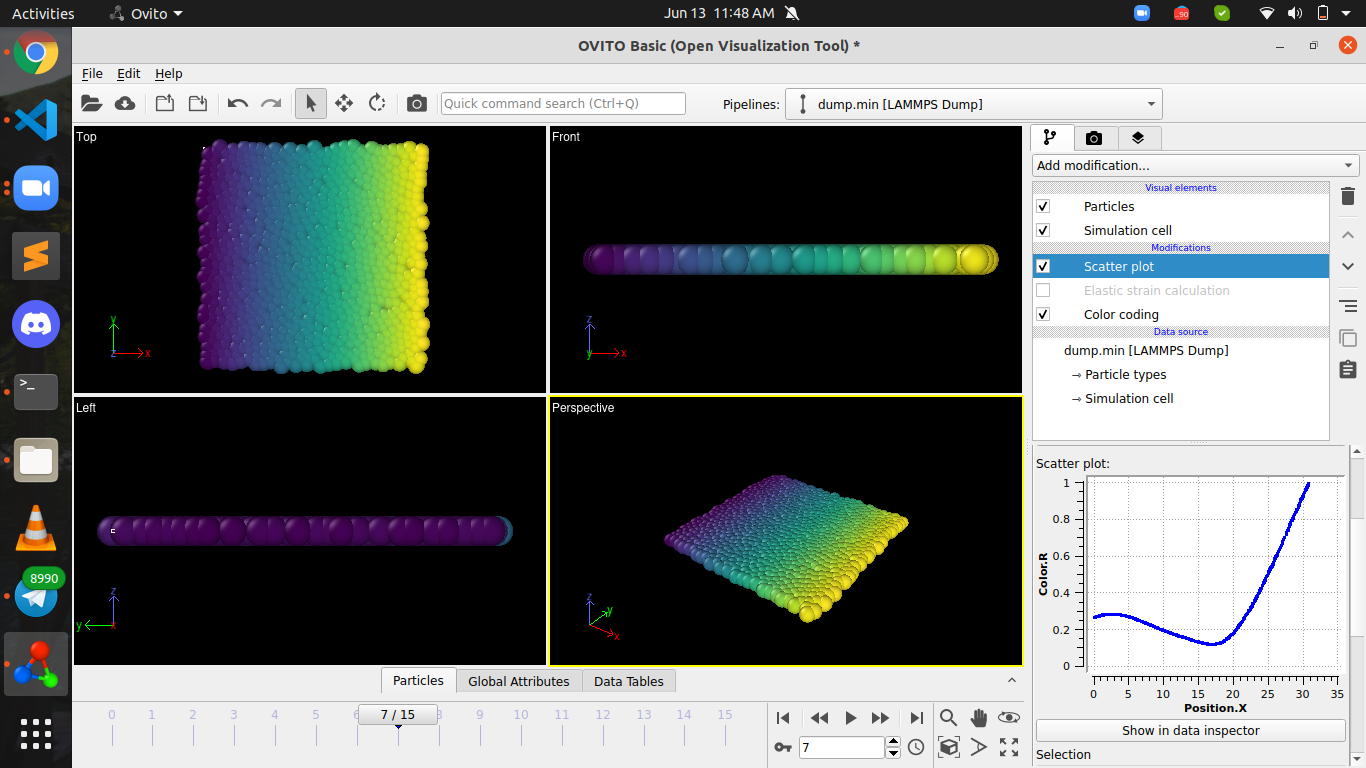 Activities
Ovito
Jun 13 11:48 AM
90
OVITO Basic (Open Visualization Tool) *
File Edit Help
Quick command search (Ctrl+Q)
Pipelines:
dump.min [LAMMPS Dump]
Top
y
z
x
Front
z
y
x
Left
z
y
x
Perspective
z
y
x
Add modification...
Visual elements
Particles
Simulation cell
Modifications
Scatter plot
Elastic strain calculation
Color coding
Data source
dump.min [LAMMPS Dump]
→ Particle types
→ Simulation cell
Scatter plot:
1
0.8
0.6
0.4
0.2
0
Color.R
0 5 10 15 20 25 30 35
Position.X
Show in data inspector
Selection
8990
>_
Particles Global Attributes Data Tables
0 1 2 3 4 5 6 7 / 15 8 9 10 11 12 13 14 15
7